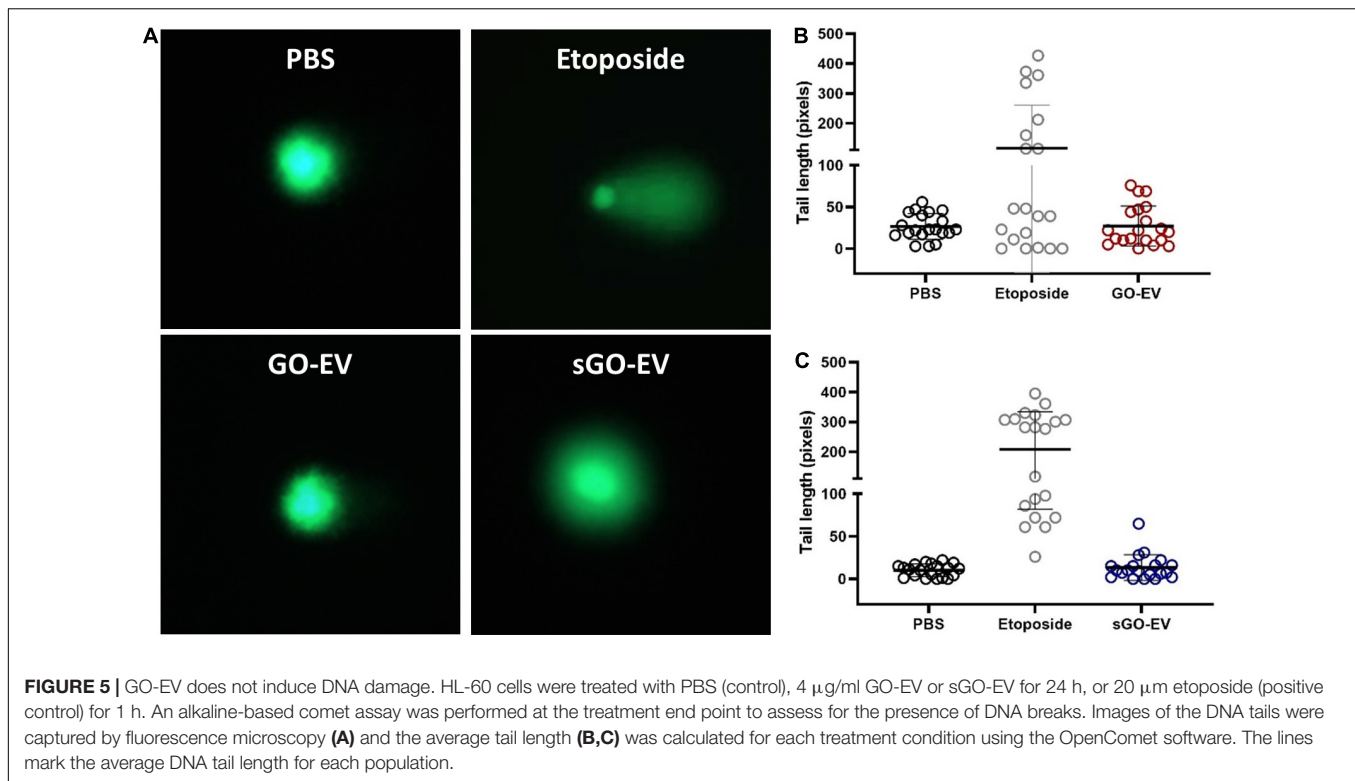 A
PBS
Etoposide
GO-EV
sGO-EV
B
Tail length (pixels)
500
400
300
200
100
50
0
PBS
Etoposide
GO-EV
C
Tail length (pixels)
500
400
300
200
100
50
0
PBS
Etoposide
sGO-EV
FIGURE 5 | GO-EV does not induce DNA damage. HL-60 cells were treated with PBS (control), 4 μg/ml GO-EV or sGO-EV for 24 h, or 20 μm etoposide (positive
control) for 1 h. An alkaline-based comet assay was performed at the treatment end point to assess for the presence of DNA breaks. Images of the DNA tails were
captured by fluorescence microscopy (A) and the average tail length (B,C) was calculated for each treatment condition using the OpenComet software. The lines
mark the average DNA tail length for each population.